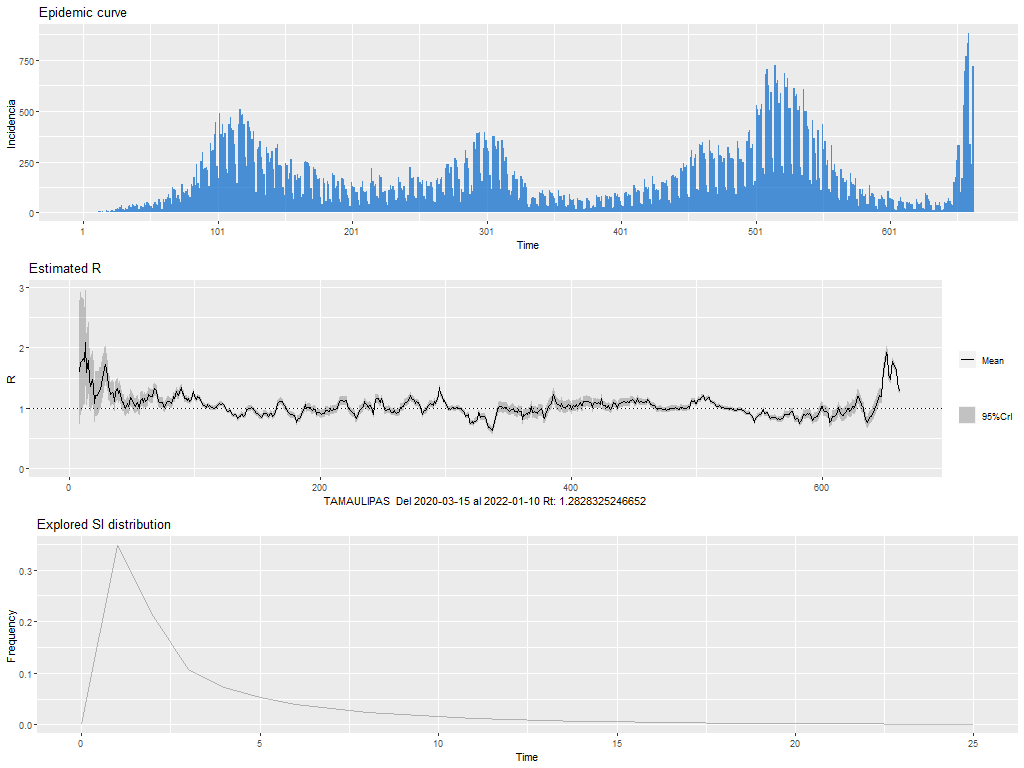 Epidemic curve
750
500
250
0
Incidencia
1 101 201 301 401 501 601
Time
Estimated R
3
2
1
0
R
Mean
95%CrI
0 200 400 600
TAMAULIPAS Del 2020-03-15 al 2022-01-10 Rt: 1.2828325246652
Explored SI distribution
0.3
0.2
0.1
0.0
Frequency
0 5 10 15 20 25
Time